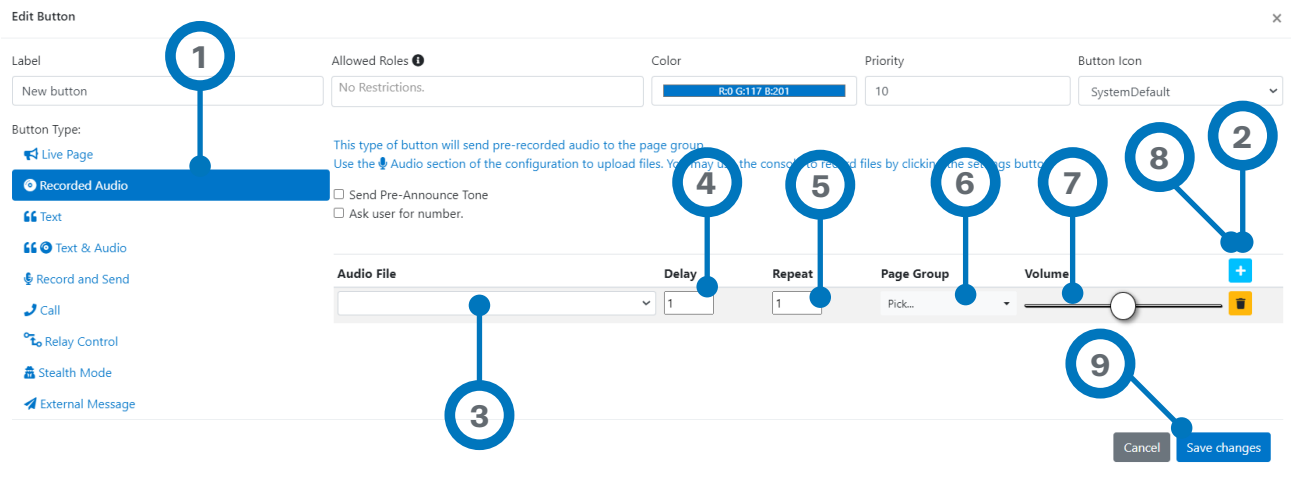 Edit Button
×
Label
Allowed Roles
Color
Priority
Button Icon
New button
No Restrictions.
R:0 G:117 B:201
10
SystemDefault
1
Button Type:
Live Page
Recorded Audio
Text
Text & Audio
Record and Send
Call
Relay Control
Stealth Mode
External Message
This type of button will send pre-recorded audio to the page group.
Use the Audio section of the configuration to upload files. You may use the console to record files by clicking the settings button
Send Pre-Announce Tone
Ask user for number.
4
5
6
7
8
2
Audio File
Delay
Repeat
Page Group
Volume
+
1
1
Pick...
3
9
Cancel
Save changes